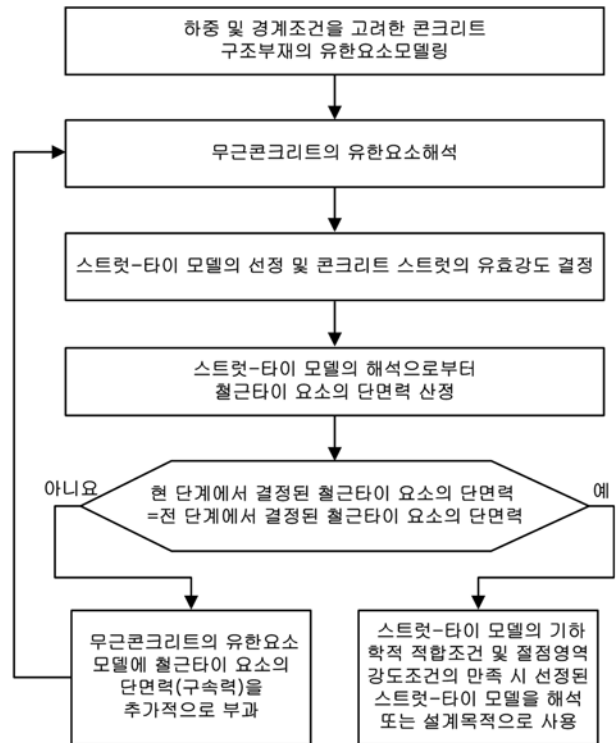 하중 및 경계조건을 고려한 콘크리트
구조부재의 유한요소모델링
무근콘크리트의 유한요소해석
스트럿-타이 모델의 선정 및 콘크리트 스트럿의 유효강도 결정
스트럿-타이 모델의 해석으로부터
철근타이 요소의 단면력 산정
아니요
현 단계에서 결정된 철근타이 요소의 단면력
=전 단계에서 결정된 철근타이 요소의 단면력
예
무근콘크리트의 유한요소
모델에 철근타이 요소의
단면력(구속력)을
추가적으로 부과
스트럿-타이 모델의 기하
학적 적합조건 및 절점영역
강도조건의 만족 시 선정된
스트럿-타이 모델을 해석
또는 설계목적으로 사용